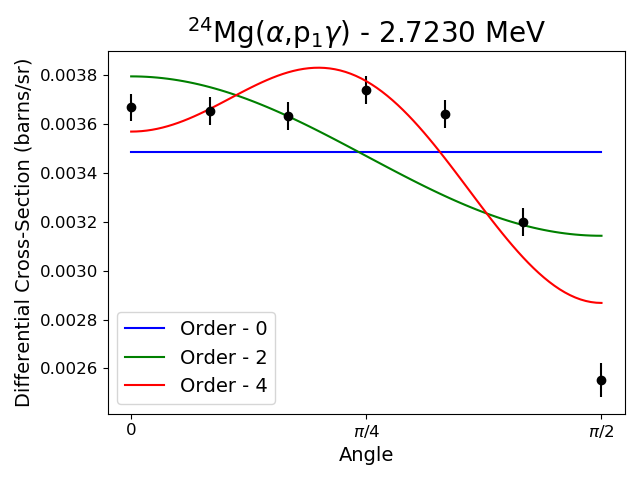 ²⁴Mg(α,p₁γ) - 2.7230 MeV
Differential Cross-Section (barns/sr)
0.0038
0.0036
0.0034
0.0032
0.0030
0.0028
0.0026
Order - 0
Order - 2
Order - 4
0
π/4
π/2
Angle